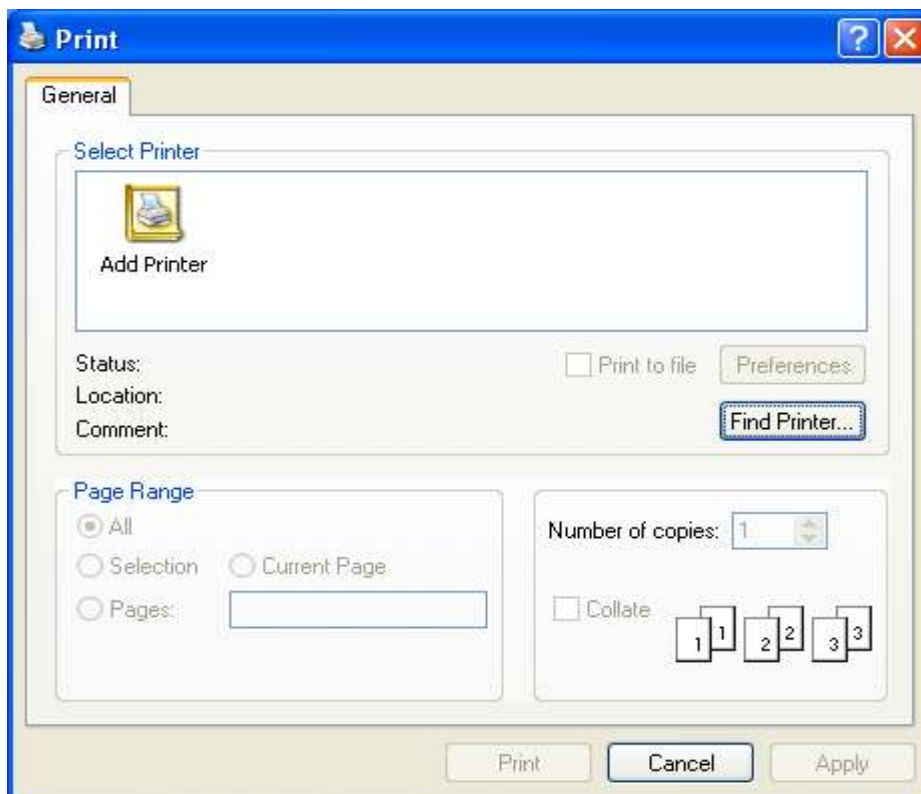 Print
General
Select Printer
Add Printer
Status:
Print to file
Preferences
Location:
Comment:
Find Printer...
Page Range
All
Selection
Current Page
Pages:
Number of copies: 1
Collate
1 1 2 2 3 3
Print
Cancel
Apply